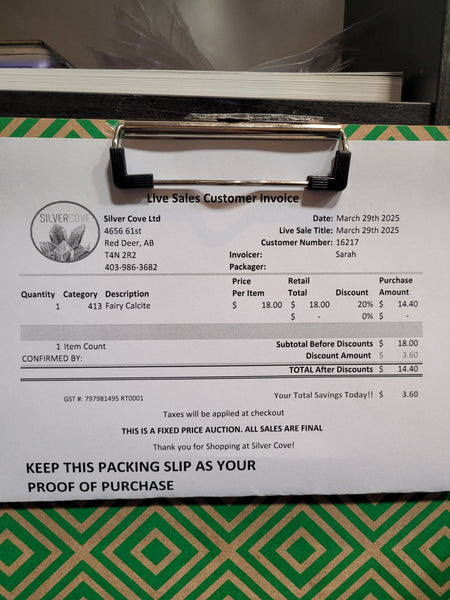 Live Sales Customer Invoice
SILVERCOVE
Silver Cove Ltd
4656 61st
Red Deer, AB
T4N 2R2
403-986-3682
Date: March 29th 2025
Live Sale Title: March 29th 2025
Customer Number: 16217
Invoicer: Sarah
Packager:
Quantity Category Description Price Per Item Retail Total Discount Purchase Amount
1 413 Fairy Calcite $ 18.00 $ 18.00 20% $ 14.40
$ - 0% $ -
1 Item Count Subtotal Before Discounts $ 18.00
CONFIRMED BY: Discount Amount $ 3.60
TOTAL After Discounts $ 14.40
GST #: 797981495 RT0001 Your Total Savings Today!! $ 3.60
Taxes will be applied at checkout
THIS IS A FIXED PRICE AUCTION. ALL SALES ARE FINAL
Thank you for Shopping at Silver Cove!
KEEP THIS PACKING SLIP AS YOUR
PROOF OF PURCHASE